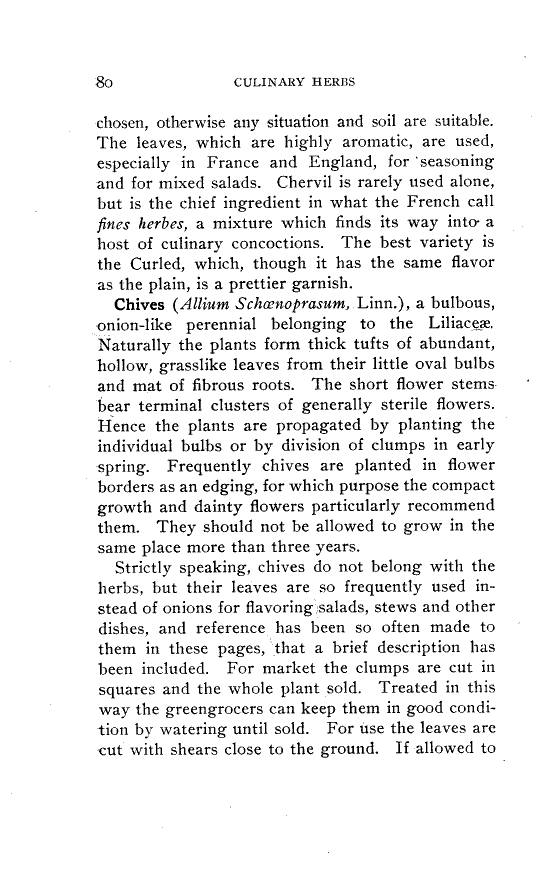 80 CULINARY HERBS
chosen, otherwise any situation and soil are suitable.
The leaves, which are highly aromatic, are used,
especially in France and England, for seasoning
and for mixed salads. Chervil is rarely used alone,
but is the chief ingredient in what the French call
fines herbes, a mixture which finds its way into a
host of culinary concoctions. The best variety is
the Curled, which, though it has the same flavor
as the plain, is a prettier garnish.
Chives (Allium Schœnoprasum, Linn.), a bulbous,
onion-like perennial belonging to the Liliaceæ.
Naturally the plants form thick tufts of abundant,
hollow, grasslike leaves from their little oval bulbs
and mat of fibrous roots. The short flower stems
bear terminal clusters of generally sterile flowers.
Hence the plants are propagated by planting the
individual bulbs or by division of clumps in early
spring. Frequently chives are planted in flower
borders as an edging, for which purpose the compact
growth and dainty flowers particularly recommend
them. They should not be allowed to grow in the
same place more than three years.
Strictly speaking, chives do not belong with the
herbs, but their leaves are so frequently used in-
stead of onions for flavoring salads, stews and other
dishes, and reference has been so often made to
them in these pages, that a brief description has
been included. For market the clumps are cut in
squares and the whole plant sold. Treated in this
way the greengrocers can keep them in good condi-
tion by watering until sold. For use the leaves are
cut with shears close to the ground. If allowed to